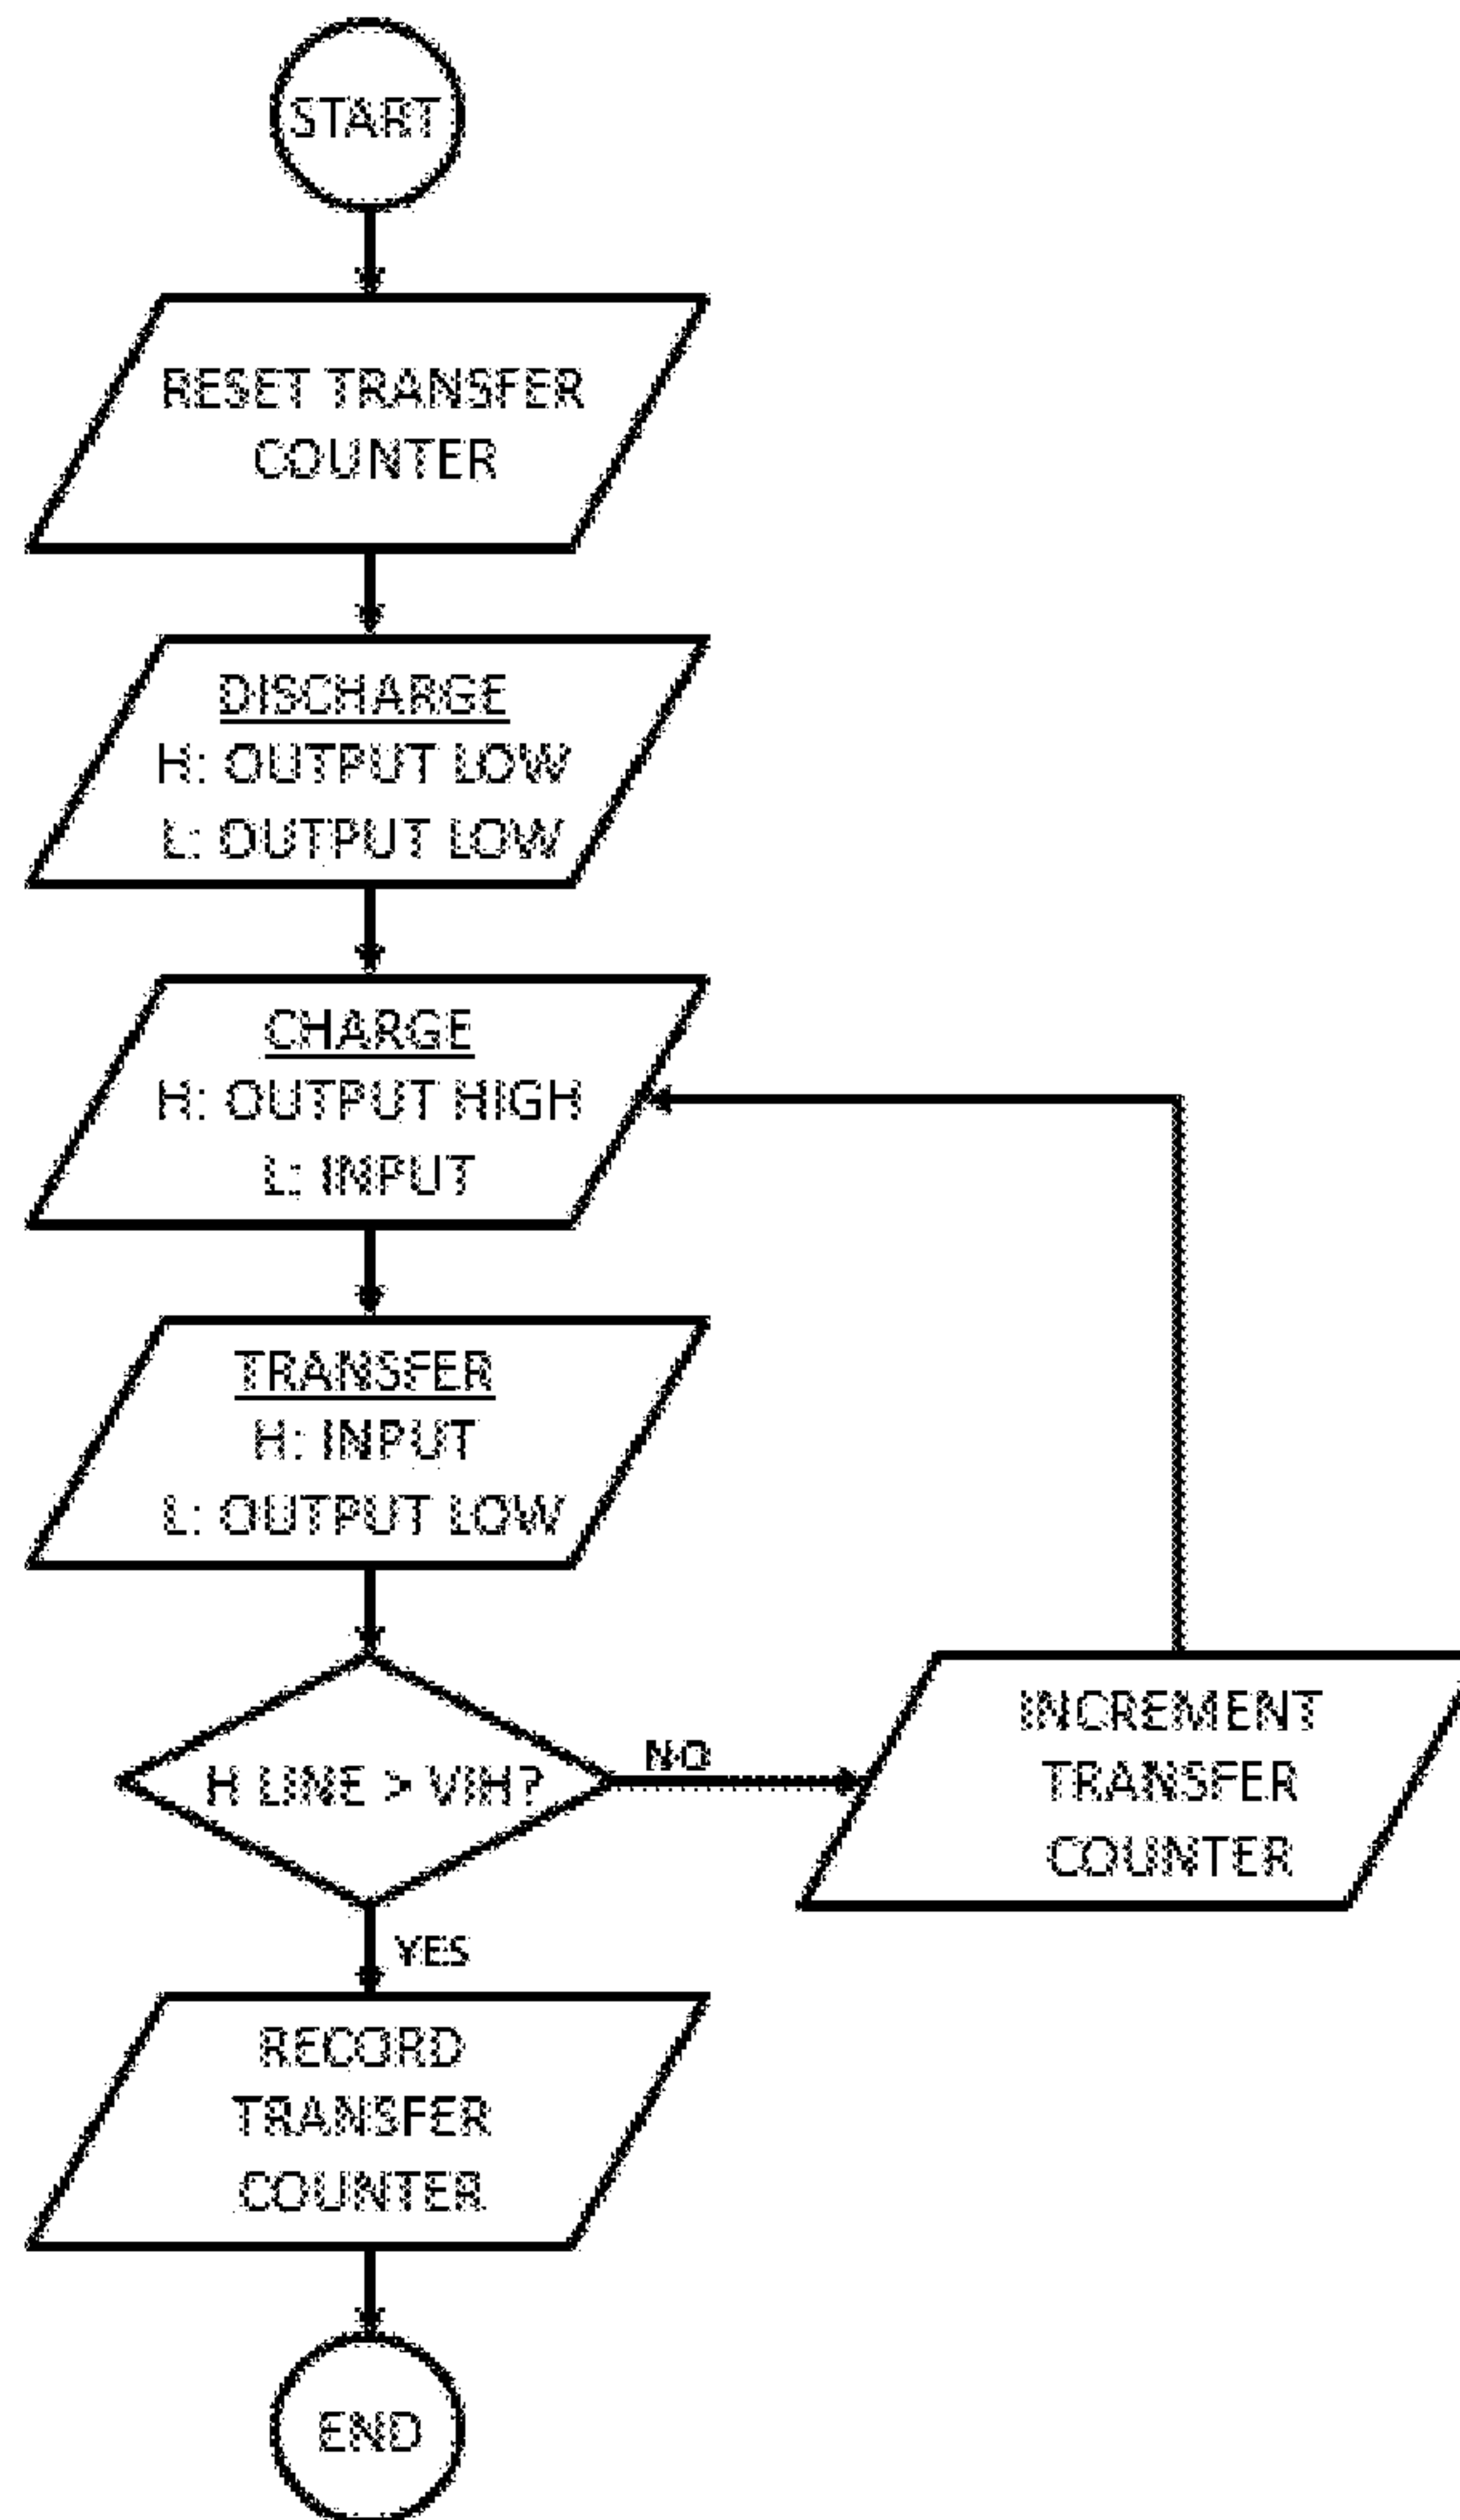 START
RESET TRANSFER
COUNTER
DISCHARGE
H: OUTPUT LOW
L: OUTPUT LOW
CHARGE
H: OUTPUT HIGH
L: INPUT
TRANSFER
H: INPUT
L: OUTPUT LOW
H LINE > VIH?
NO
INCREMENT
TRANSFER
COUNTER
YES
RECORD
TRANSFER
COUNTER
END